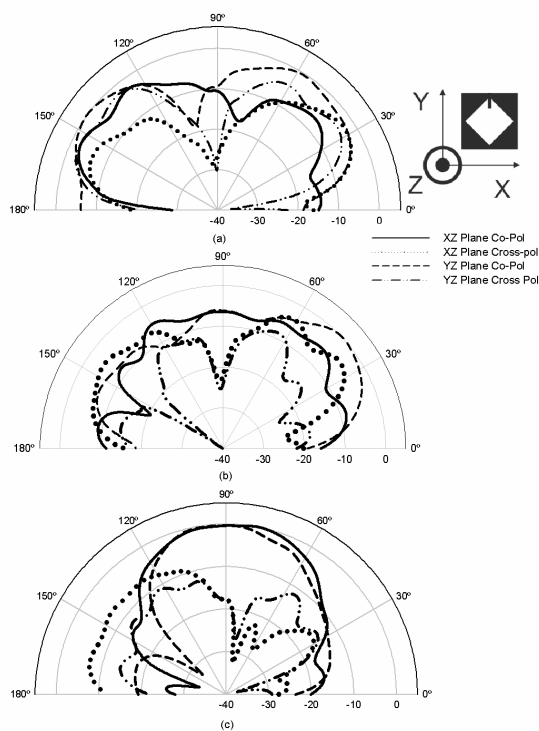 90º
120º
60º
150º
30º
180º
0º
-40
-30
-20
-10
0
(a)
Y
Z
X
XZ Plane Co-Pol
XZ Plane Cross-pol
YZ Plane Co-Pol
YZ Plane Cross Pol
90º
120º
60º
150º
30º
180º
0º
-40
-30
-20
-10
0
(b)
90º
120º
60º
150º
30º
180º
0º
-40
-30
-20
-10
0
(c)